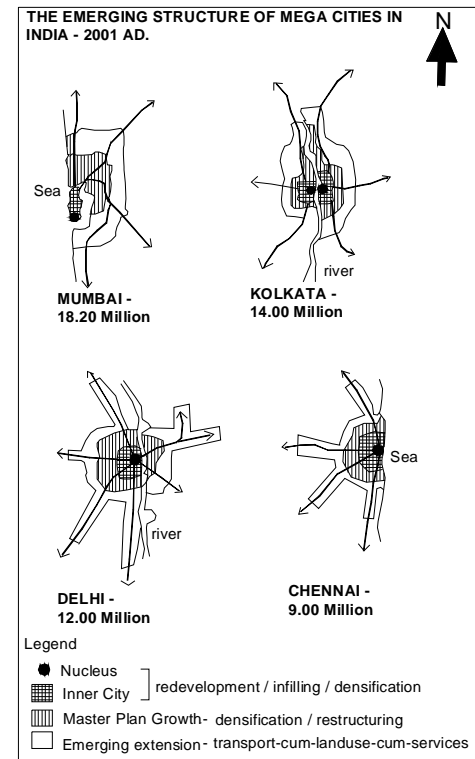 THE EMERGING STRUCTURE OF MEGA CITIES IN
INDIA - 2001 AD.
N
Sea
river
MUMBAI -
18.20 Million
KOLKATA -
14.00 Million
Sea
river
DELHI -
12.00 Million
CHENNAI -
9.00 Million
Legend
Nucleus
Inner City
redevelopment / infilling / densification
Master Plan Growth- densification / restructuring
Emerging extension - transport-cum-landuse-cum-services